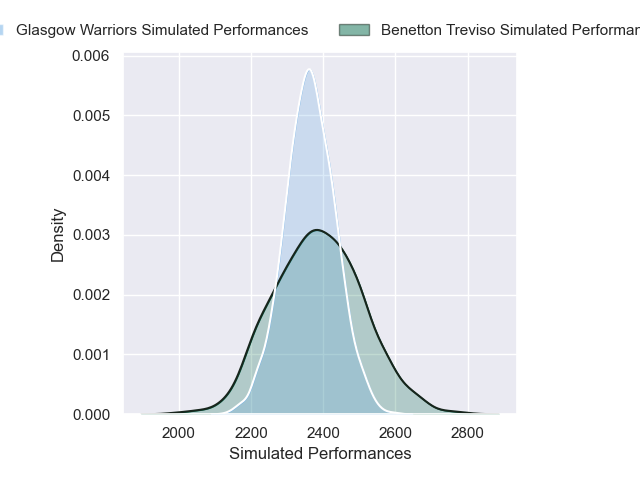 Glasgow Warriors Simulated Performances
Benetton Treviso Simulated
0.006
0.005
0.004
0.003
0.002
0.001
0.000
Density
2000 2200 2400 2600 2800
Simulated Performances